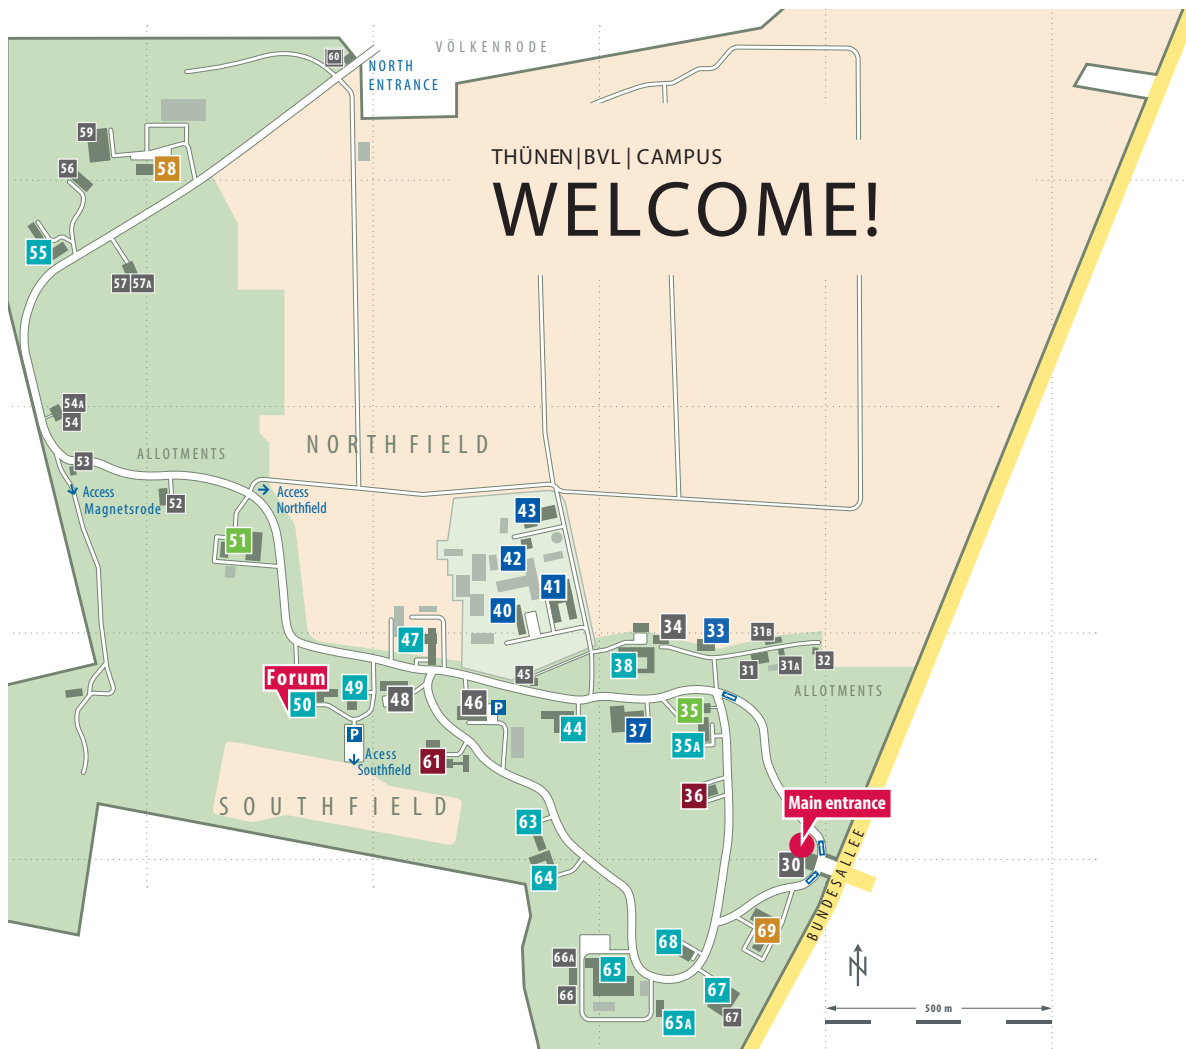 VÖLKENRODE
60
NORTH
ENTRANCE
59
58
56
THÜNEN|BVL | CAMPUS
WELCOME!
55
57 57A
54A
54
NORTHFIELD
ALLOTMENTS
53
Access
Magnetsrode
52
Access
Northfield
43
51
42
41
40
47
34
33
31B
38
31
31A
32
45
Forum
50
49
48
46
P
35
ALLOTMENTS
44
37
P
35A
Acess
Southfield
61
36
SOUTHFIELD
Main entrance
63
30
64
BUNDESALLEE
69
68
66A
65
66
67
67
65A
N
500 m